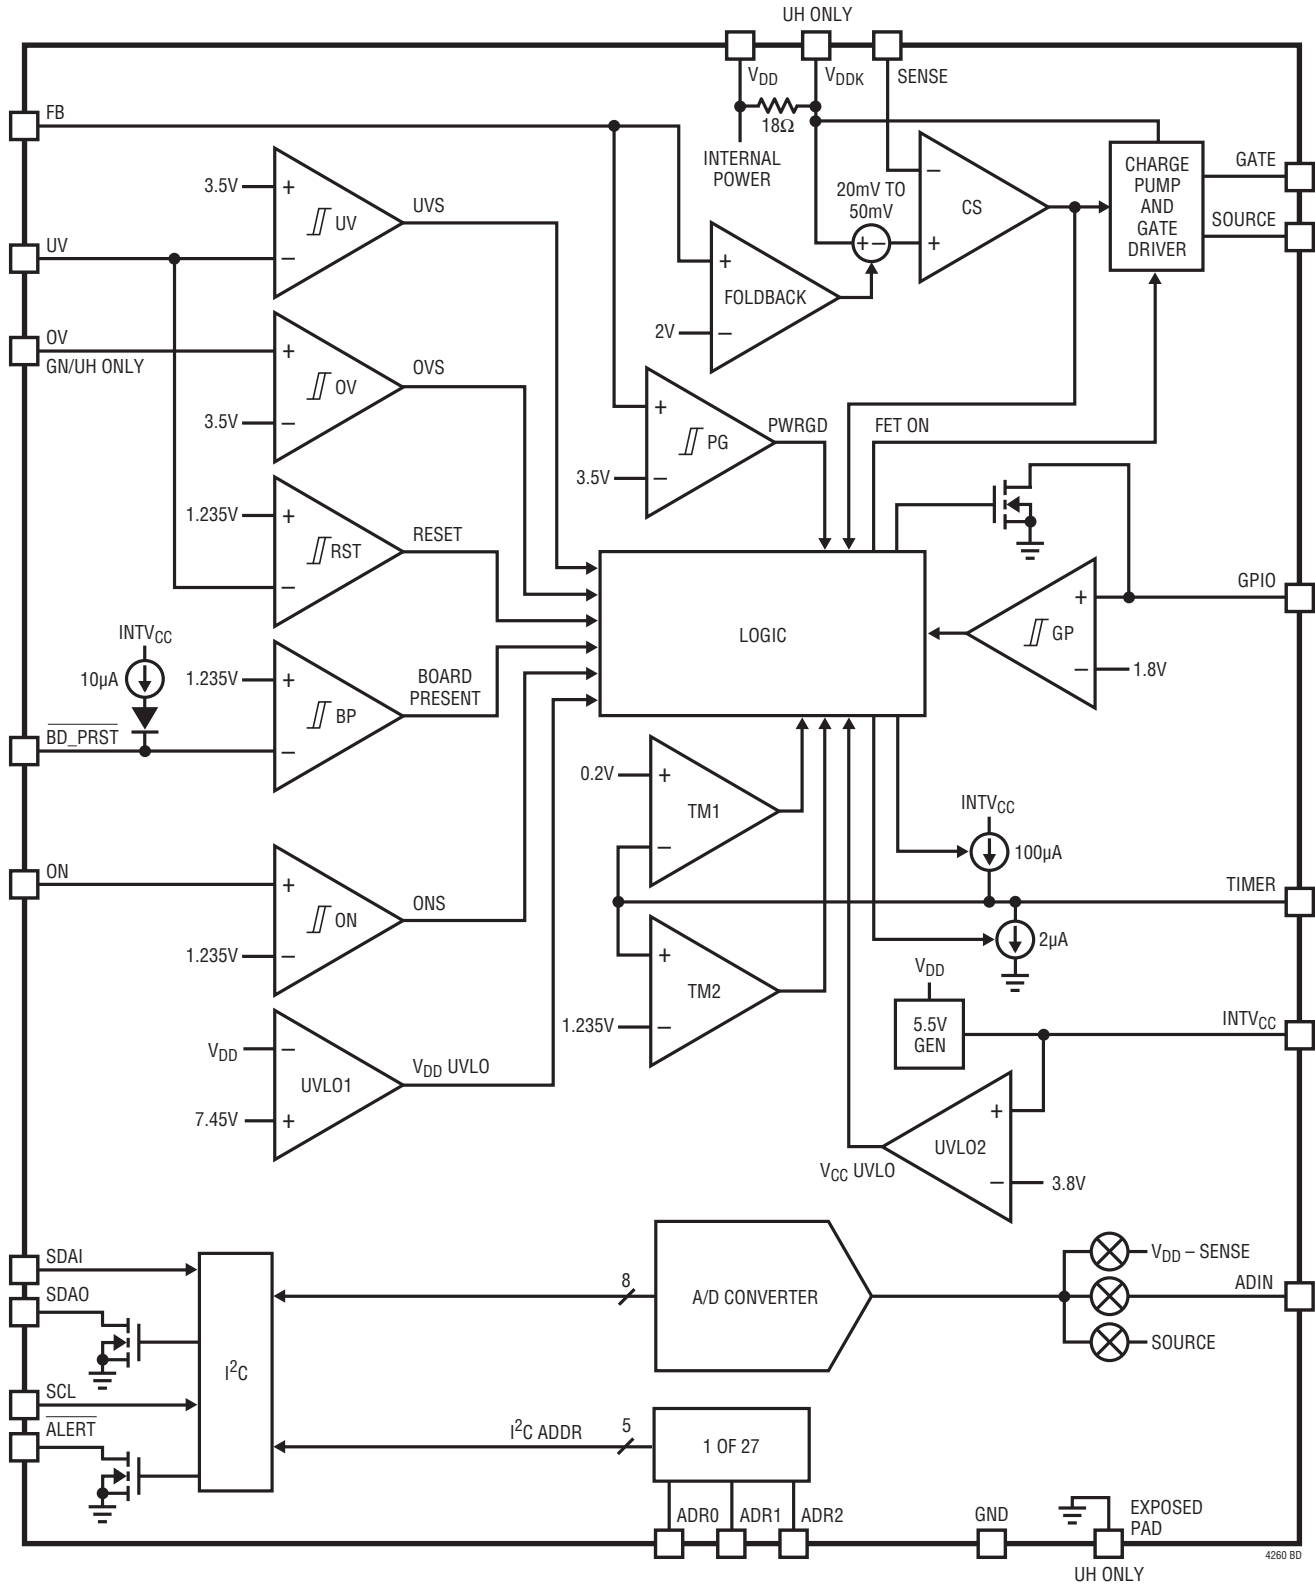 UH ONLY
VDD
VDDK
SENSE
FB
18Ω
INTERNAL
POWER
CHARGE
PUMP
AND
GATE
DRIVER
GATE
SOURCE
3.5V
+
UV
−
UVS
20mV TO
50mV
+−
−
CS
+
UV
+
FOLDBACK
2V
−
OV
GN/UH ONLY
+
OV
3.5V
−
OVS
+
PG
3.5V
−
PWRGD
FET ON
1.235V
+
RST
−
RESET
LOGIC
GPIO
+
GP
−
1.8V
INTVCC
10µA
1.235V
+
BP
−
BOARD
PRESENT
BD_PRST
0.2V
+
TM1
−
INTVCC
100µA
ON
+
ON
1.235V
−
ONS
TIMER
+
TM2
1.235V
−
2µA
VDD
5.5V
GEN
INTVCC
VDD
−
UVLO1
7.45V
+
VDD UVLO
+
UVLO2
−
3.8V
VCC UVLO
SDAI
SDAO
SCL
ALERT
I2C
8
A/D CONVERTER
VDD – SENSE
ADIN
SOURCE
I2C ADDR
5
1 OF 27
ADR0
ADR1
ADR2
GND
EXPOSED
PAD
UH ONLY
4260 BD